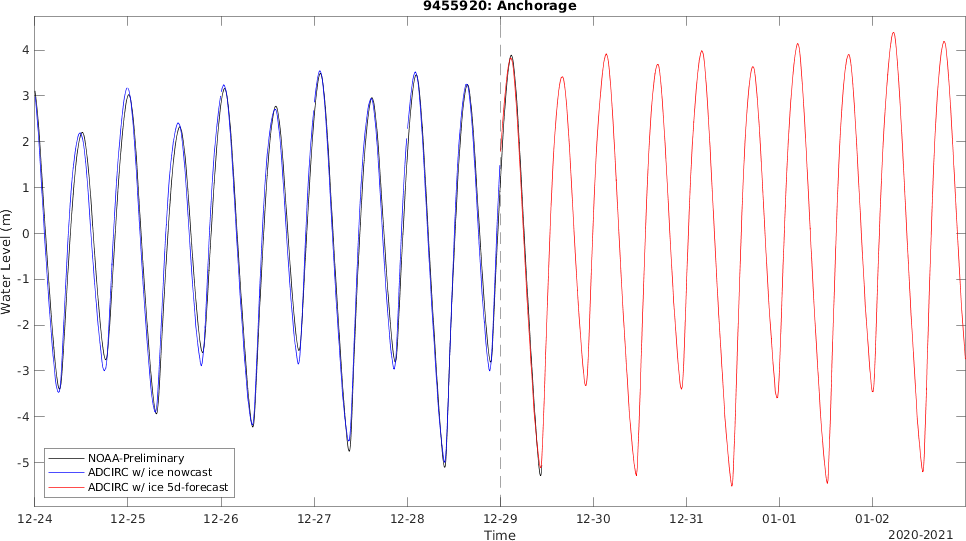 9455920: Anchorage
4
3
2
1
0
-1
-2
-3
-4
-5
Water Level (m)
NOAA-Preliminary
ADCIRC w/ ice nowcast
ADCIRC w/ ice 5d-forecast
12-24 12-25 12-26 12-27 12-28 12-29 12-30 12-31 01-01 01-02
Time
2020-2021